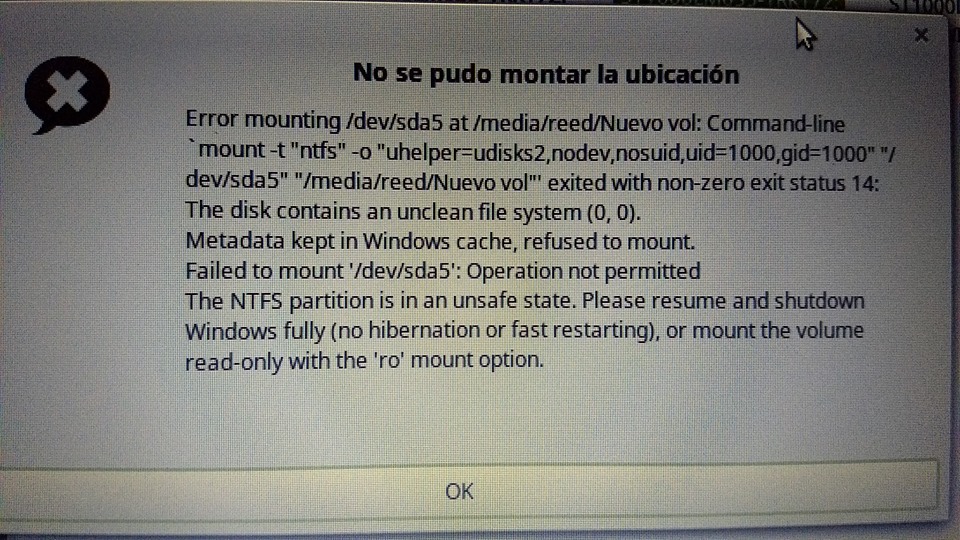 No se pudo montar la ubicación
Error mounting /dev/sda5 at /media/reed/Nuevo vol: Command-line
`mount -t "ntfs" -o "uhelper=udisks2,nodev,nosuid,uid=1000,gid=1000" "/
dev/sda5" "/media/reed/Nuevo vol"' exited with non-zero exit status 14:
The disk contains an unclean file system (0, 0).
Metadata kept in Windows cache, refused to mount.
Failed to mount '/dev/sda5': Operation not permitted
The NTFS partition is in an unsafe state. Please resume and shutdown
Windows fully (no hibernation or fast restarting), or mount the volume
read-only with the 'ro' mount option.
OK